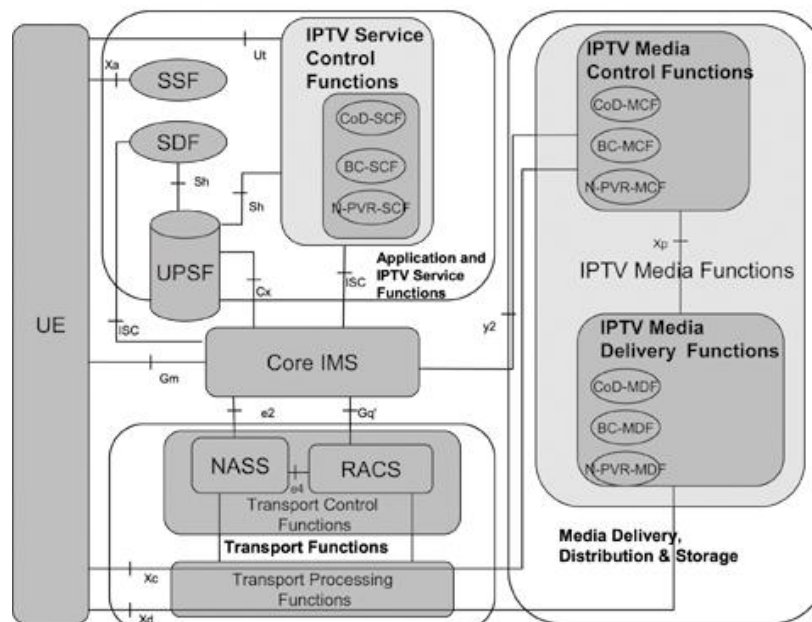 UE
Ut
Xa
SSF
SDF
Sh
Sh
UPSF
Cx
ISC
ISC
IPTV Service
Control
Functions
CoD-SCF
BC-SCF
N-PVR-SCF
Application and
IPTV Service
Functions
Gm
Core IMS
y2
e2
Gq'
NASS
e4
RACS
Transport Control
Functions
Transport Functions
Transport Processing
Functions
Xc
Xd
IPTV Media
Control Functions
CoD-MCF
BC-MCF
N-PVR-MCF
Xp
IPTV Media Functions
IPTV Media
Delivery Functions
CoD-MDF
BC-MDF
N-PVR-MDF
Media Delivery,
Distribution & Storage